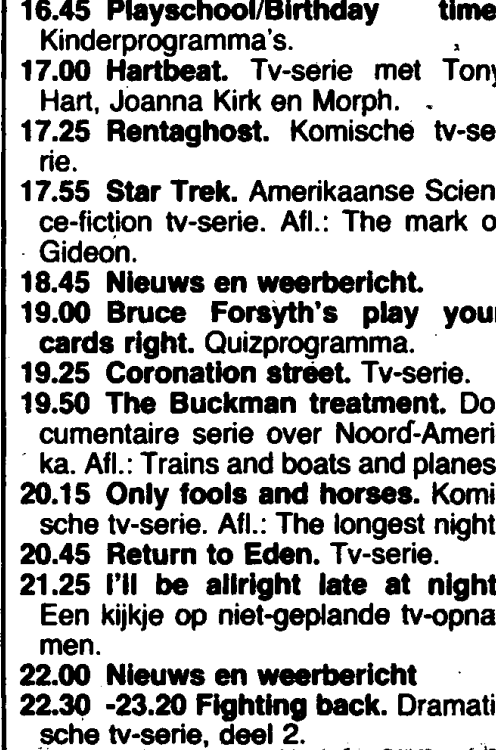 16.45 Playschool/Birthday time
Kinderprogramma's.
17.00 Hartbeat. Tv-serie met Tony
Hart, Joanna Kirk en Morph.
17.25 Rentaghost. Komische tv-se
rie.
17.55 Star Trek. Amerikaanse Scien
ce-fiction tv-serie. Afl.: The mark o
Gideon.
18.45 Nieuws en weerbericht.
19.00 Bruce Forsyth's play your
cards right. Quizprogramma.
19.25 Coronation street. Tv-serie.
19.50 The Buckman treatment. Do
cumentaire serie over Noord-Ameri
ka. Afl.: Trains and boats and planes
20.15 Only fools and horses. Komi
sche tv-serie. Afl.: The longest night
20.45 Return to Eden. Tv-serie.
21.25 I'll be allright late at night
Een kijkje op niet-geplande tv-opna
men.
22.00 Nieuws en weerbericht
22.30 -23.20 Fighting back. Dramati
sche tv-serie, deel 2.